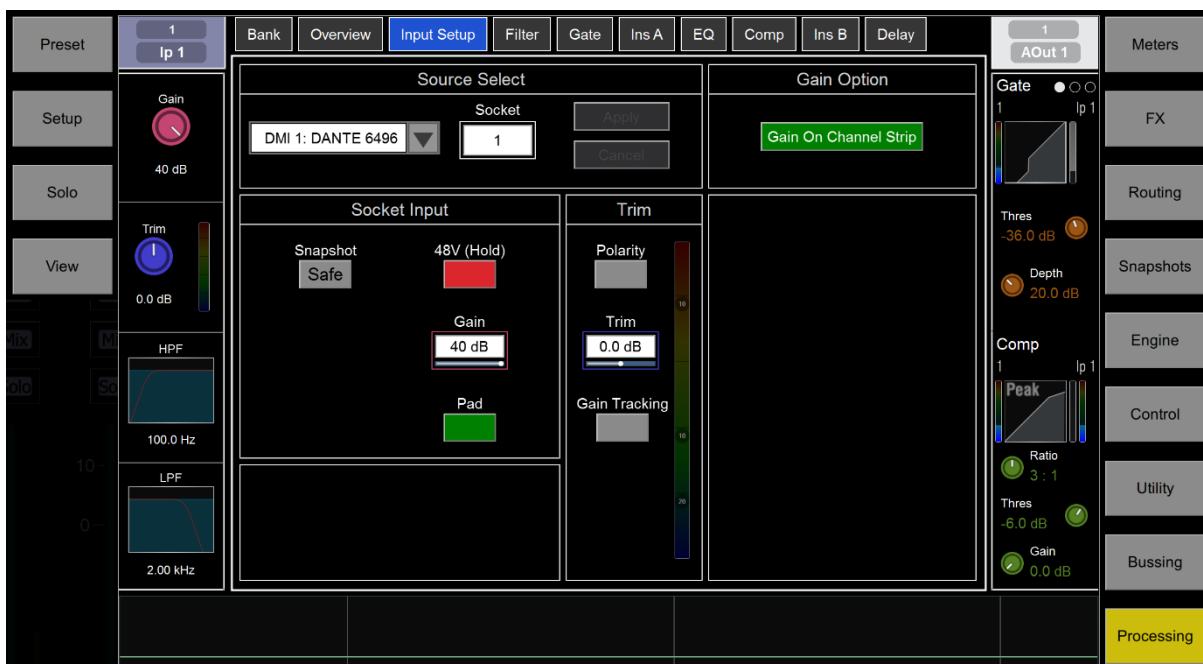 Preset
Setup
Solo
View
1
Ip 1
Gain
40 dB
Trim
0.0 dB
HPF
100.0 Hz
LPF
2.00 kHz
Bank
Overview
Input Setup
Filter
Gate
Ins A
EQ
Comp
Ins B
Delay
Source Select
DMI 1: DANTE 6496
Socket
1
Apply
Cancel
Gain Option
Gain On Channel Strip
Socket Input
Snapshot
Safe
48V (Hold)
Gain
40 dB
Pad
Trim
Polarity
Trim
0.0 dB
Gain Tracking
10
10
20
1
AOut 1
Gate
1 Ip 1
Thres
-36.0 dB
Depth
20.0 dB
Comp
1 Ip 1
Peak
Ratio
3 : 1
Thres
-6.0 dB
Gain
0.0 dB
Meters
FX
Routing
Snapshots
Engine
Control
Utility
Bussing
Processing
10
0